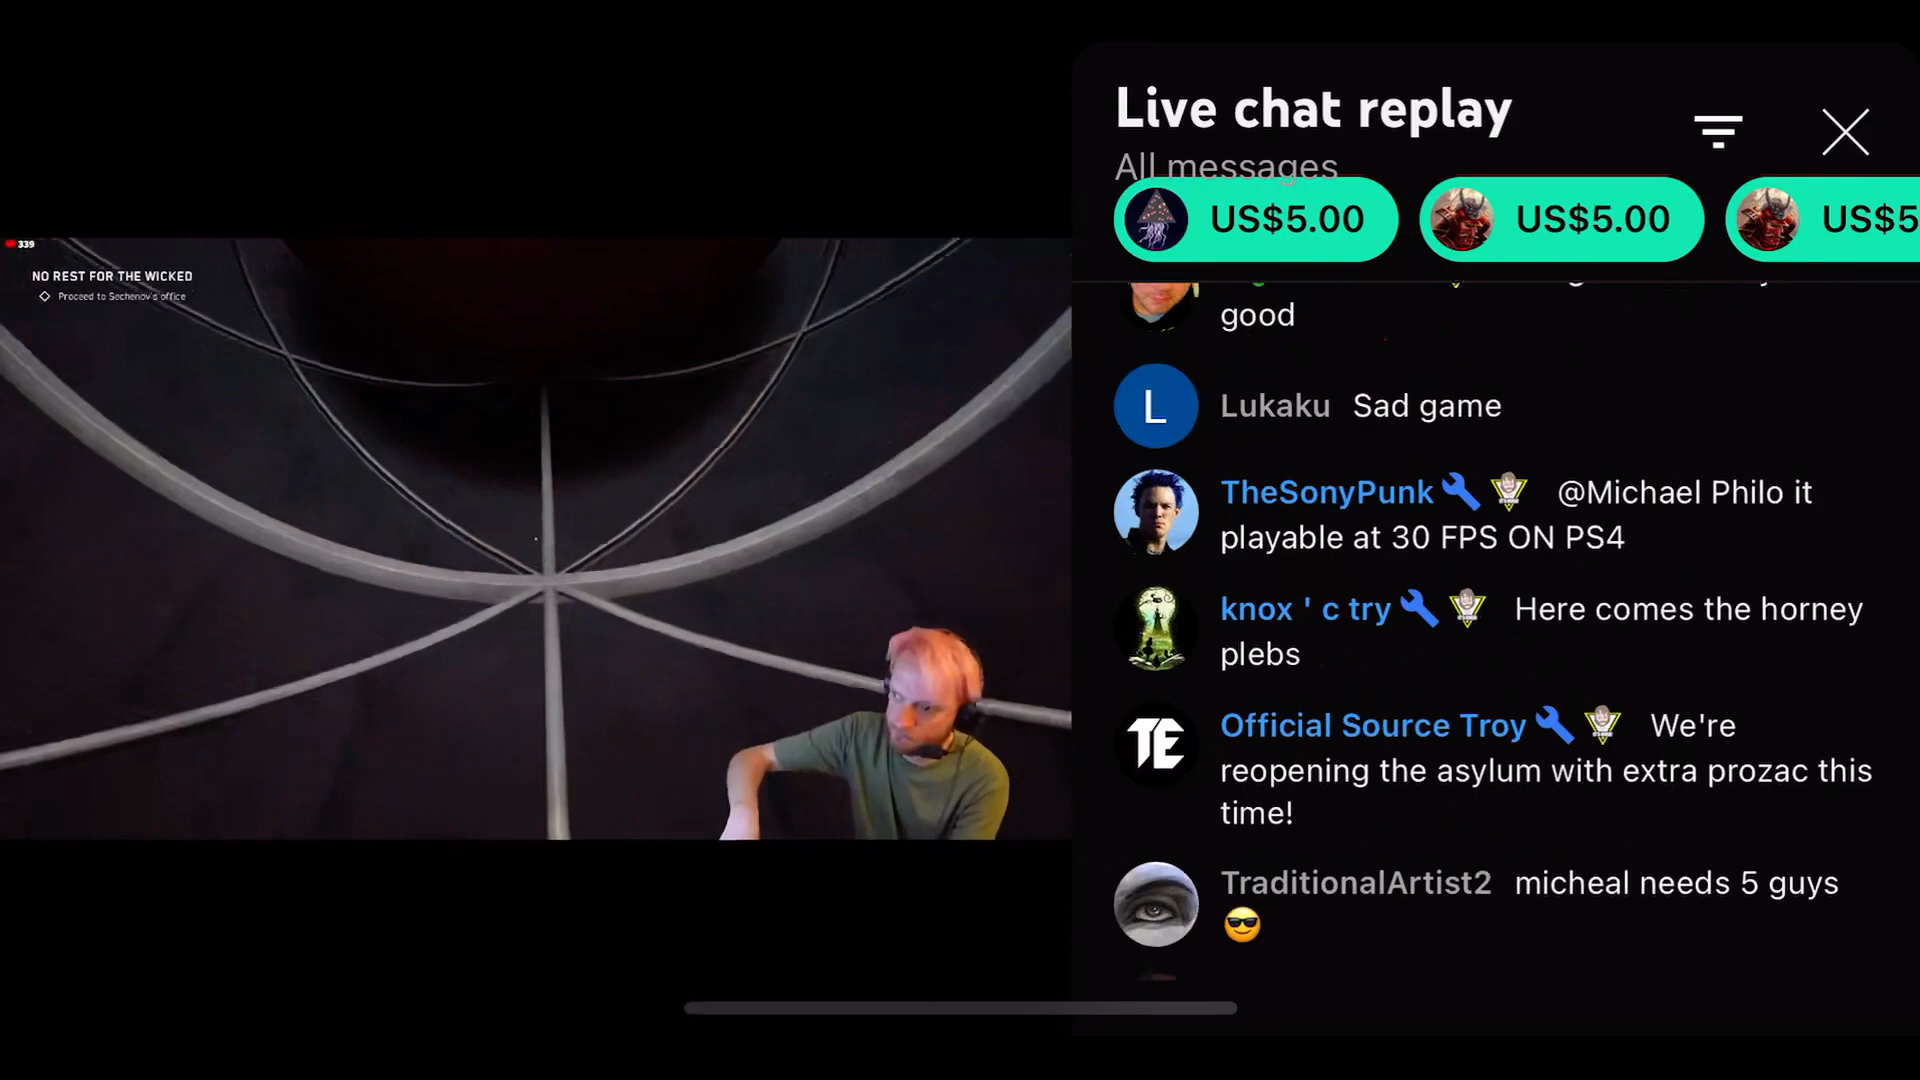 339
NO REST FOR THE WICKED
Proceed to Sechenov's office
Live chat replay
All messages
US$5.00
US$5.00
US$5
good
L
Lukaku Sad game
TheSonyPunk @Michael Philo it
playable at 30 FPS ON PS4
knox ' c try Here comes the horney
plebs
TE
Official Source Troy We're
reopening the asylum with extra prozac this
time!
TraditionalArtist2 micheal needs 5 guys
😎